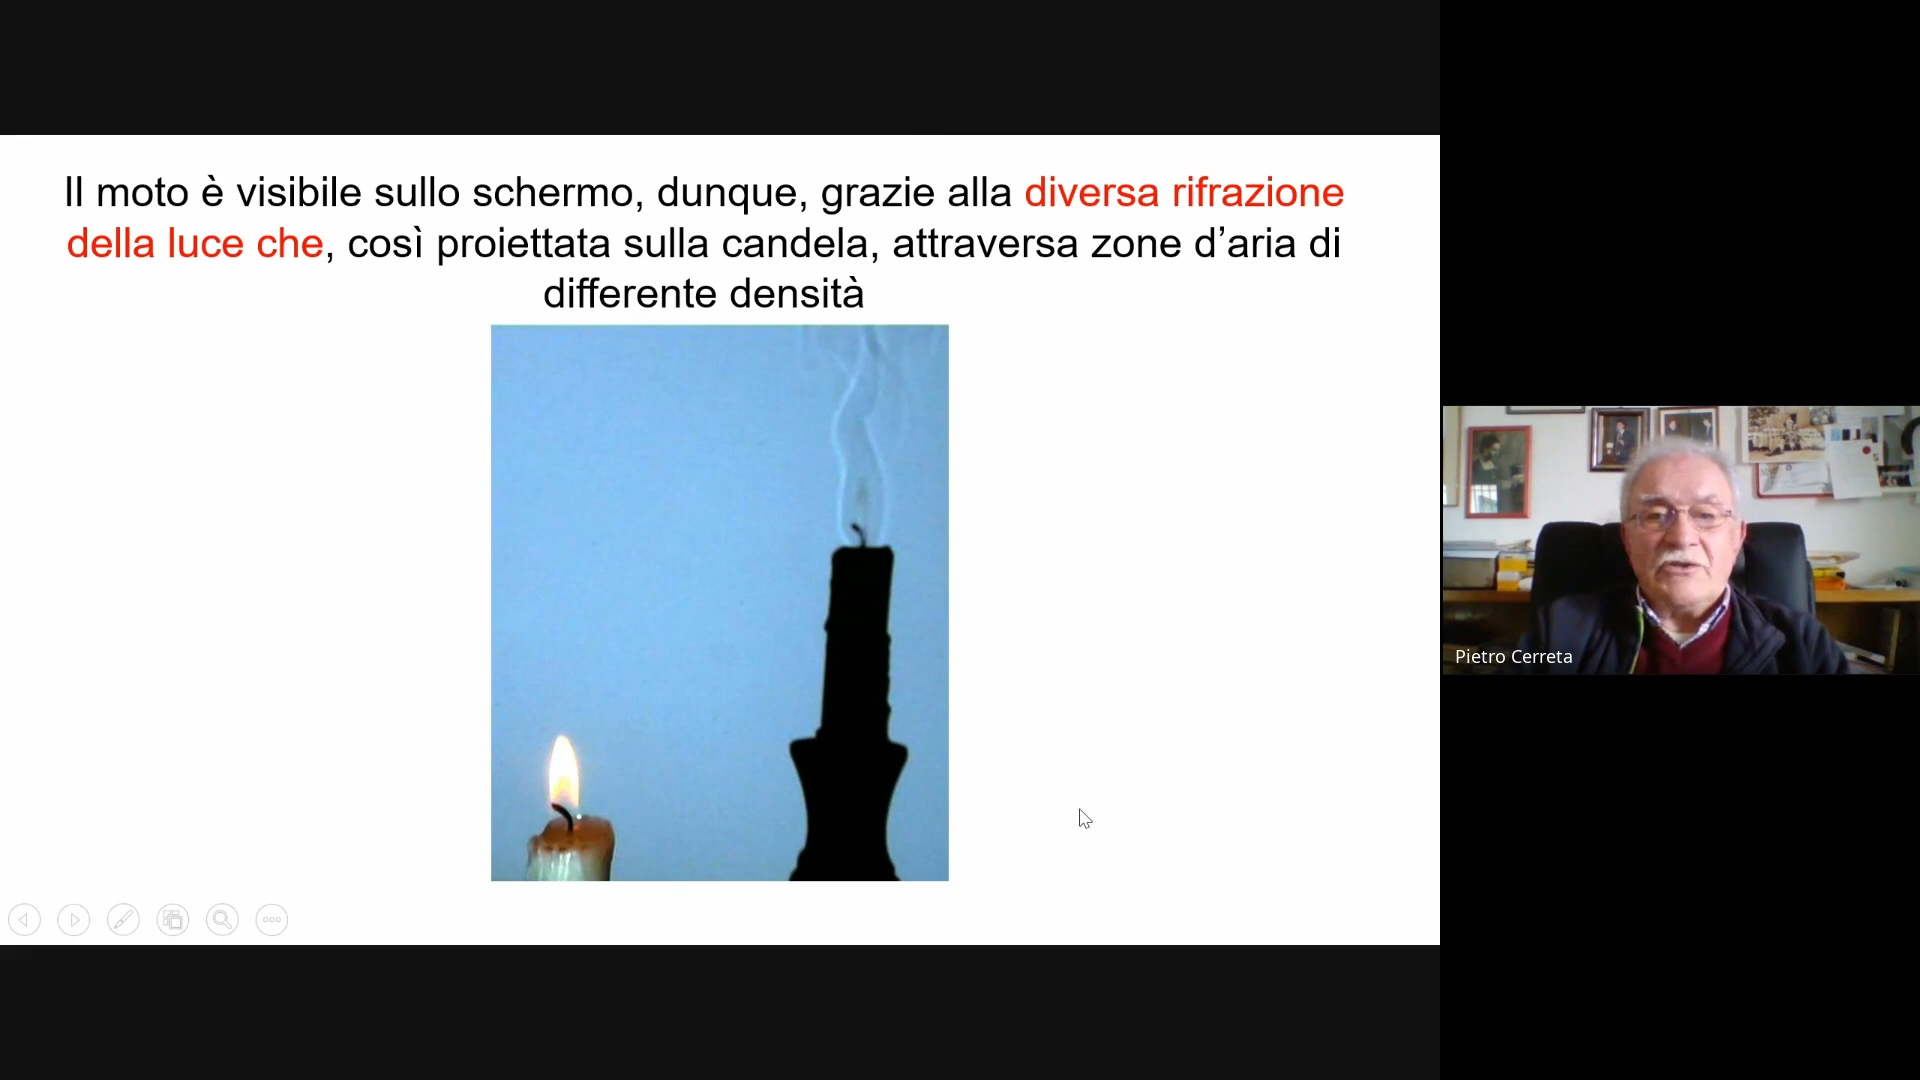 Il moto è visibile sullo schermo, dunque, grazie alla diversa rifrazione
della luce che, così proiettata sulla candela, attraversa zone d’aria di
differente densità
Pietro Cerreta